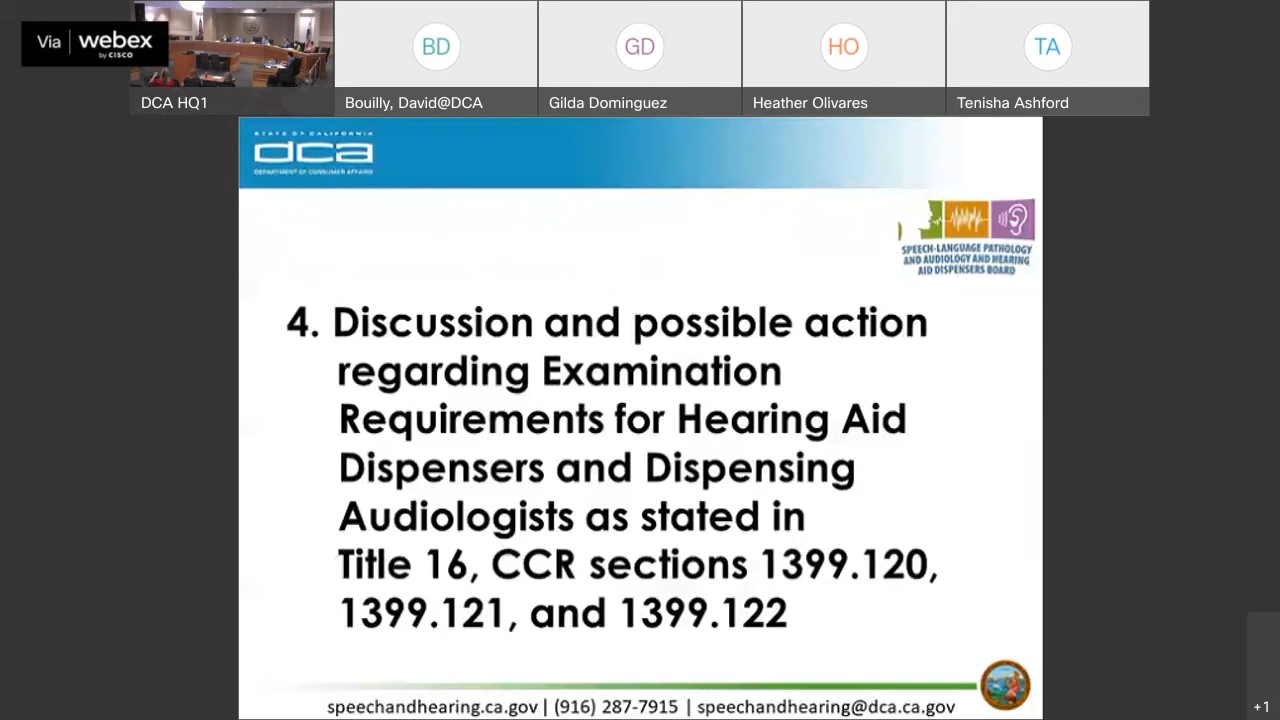 Via webex
by CISCO
BD
GD
HO
TA
DCA HQ1
Bouilly, David@DCA
Gilda Dominguez
Heather Olivares
Tenisha Ashford
STATE OF CALIFORNIA
dca
DEPARTMENT OF CONSUMER AFFAIRS
SPEECH-LANGUAGE PATHOLOGY
AND AUDIOLOGY AND HEARING
AID DISPENSERS BOARD
4. Discussion and possible action
regarding Examination
Requirements for Hearing Aid
Dispensers and Dispensing
Audiologists as stated in
Title 16, CCR sections 1399.120,
1399.121, and 1399.122
speechandhearing.ca.gov | (916) 287-7915 | speechandhearing@dca.ca.gov
+1